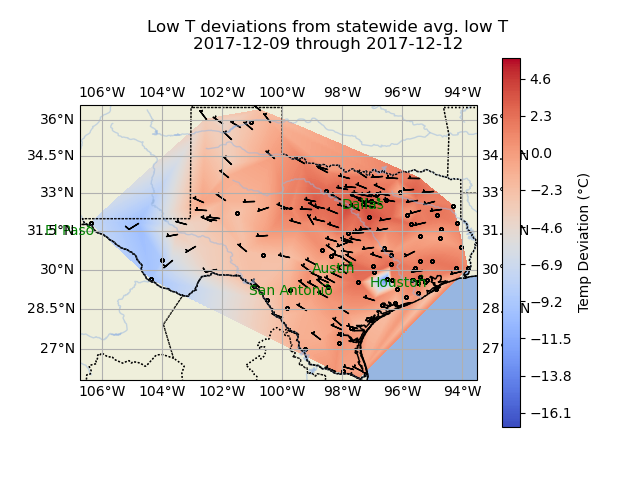 Low T deviations from statewide avg. low T
2017-12-09 through 2017-12-12
106°W 104°W 102°W 100°W 98°W 96°W 94°W
36°N 36°N 4.6
34.5°N 34.5°N 2.3
0.0
33°N Dallas 33°N −2.3
El Paso 31.5°N 31.5°N −4.6
30°N Austin 30°N −6.9
San Antonio Houston
28.5°N 28.5°N −9.2
27°N 27°N −11.5
106°W 104°W 102°W 100°W 98°W 96°W 94°W
−13.8
−16.1
Temp Deviation (°C)